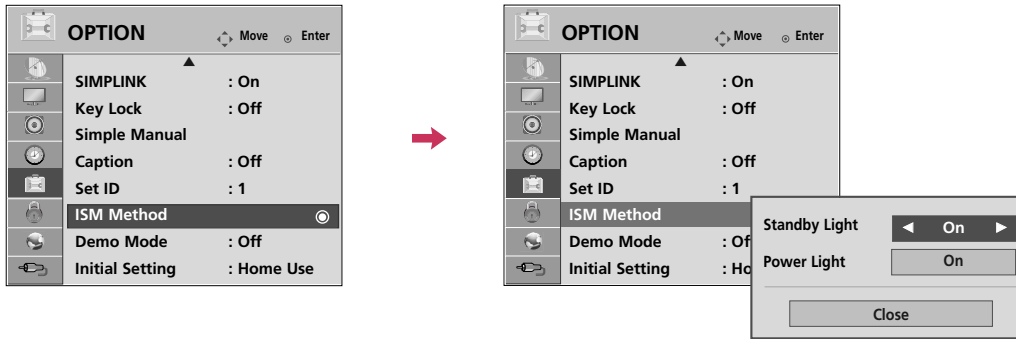 OPTION Move Enter
SIMPLINK : On
Key Lock : Off
Simple Manual
Caption : Off
Set ID : 1
ISM Method
Demo Mode : Off
Initial Setting : Home Use
OPTION Move Enter
SIMPLINK : On
Key Lock : Off
Simple Manual
Caption : Off
Set ID : 1
ISM Method
Demo Mode : Of
Initial Setting : Ho
Standby Light On
Power Light On
Close